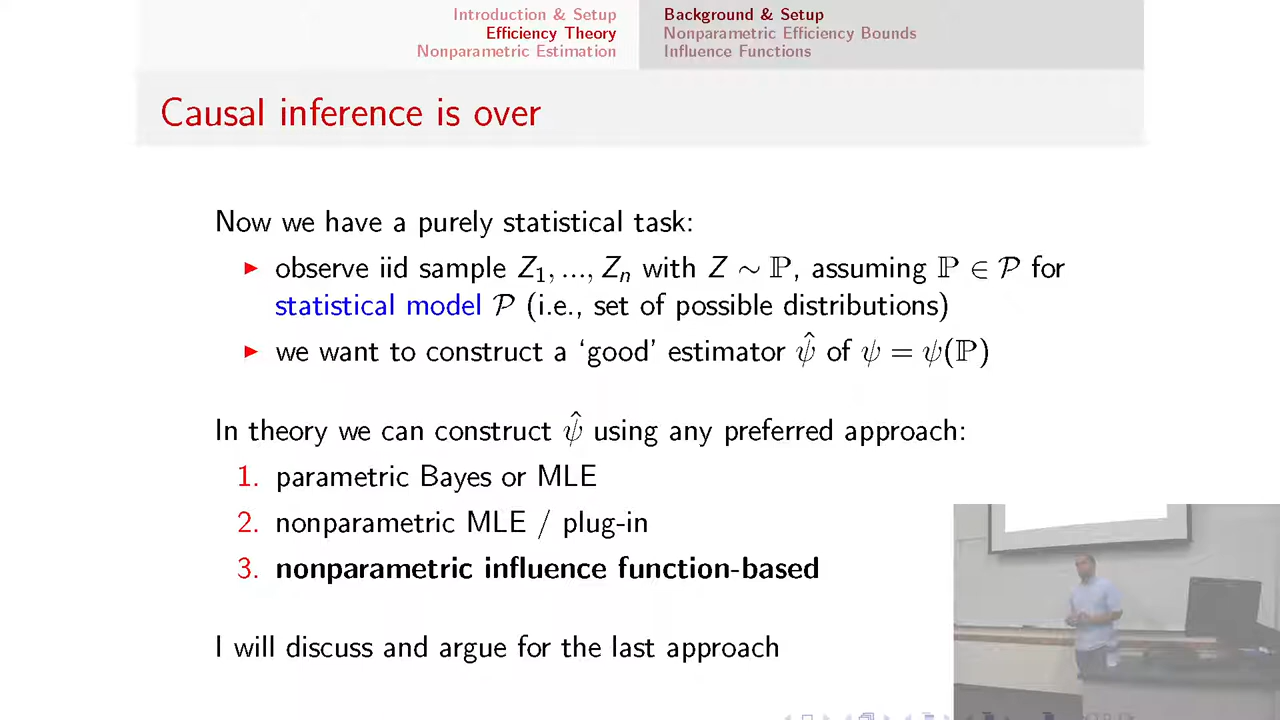 Introduction & Setup
Efficiency Theory
Nonparametric Estimation
Background & Setup
Nonparametric Efficiency Bounds
Influence Functions
Causal inference is over
Now we have a purely statistical task:
► observe iid sample Z₁, ..., Zₙ with Z ∼ ℙ, assuming ℙ ∈ 𝒫 for
statistical model 𝒫 (i.e., set of possible distributions)
► we want to construct a ‘good’ estimator ψ̂ of ψ = ψ(ℙ)
In theory we can construct ψ̂ using any preferred approach:
1. parametric Bayes or MLE
2. nonparametric MLE / plug-in
3. nonparametric influence function-based
I will discuss and argue for the last approach